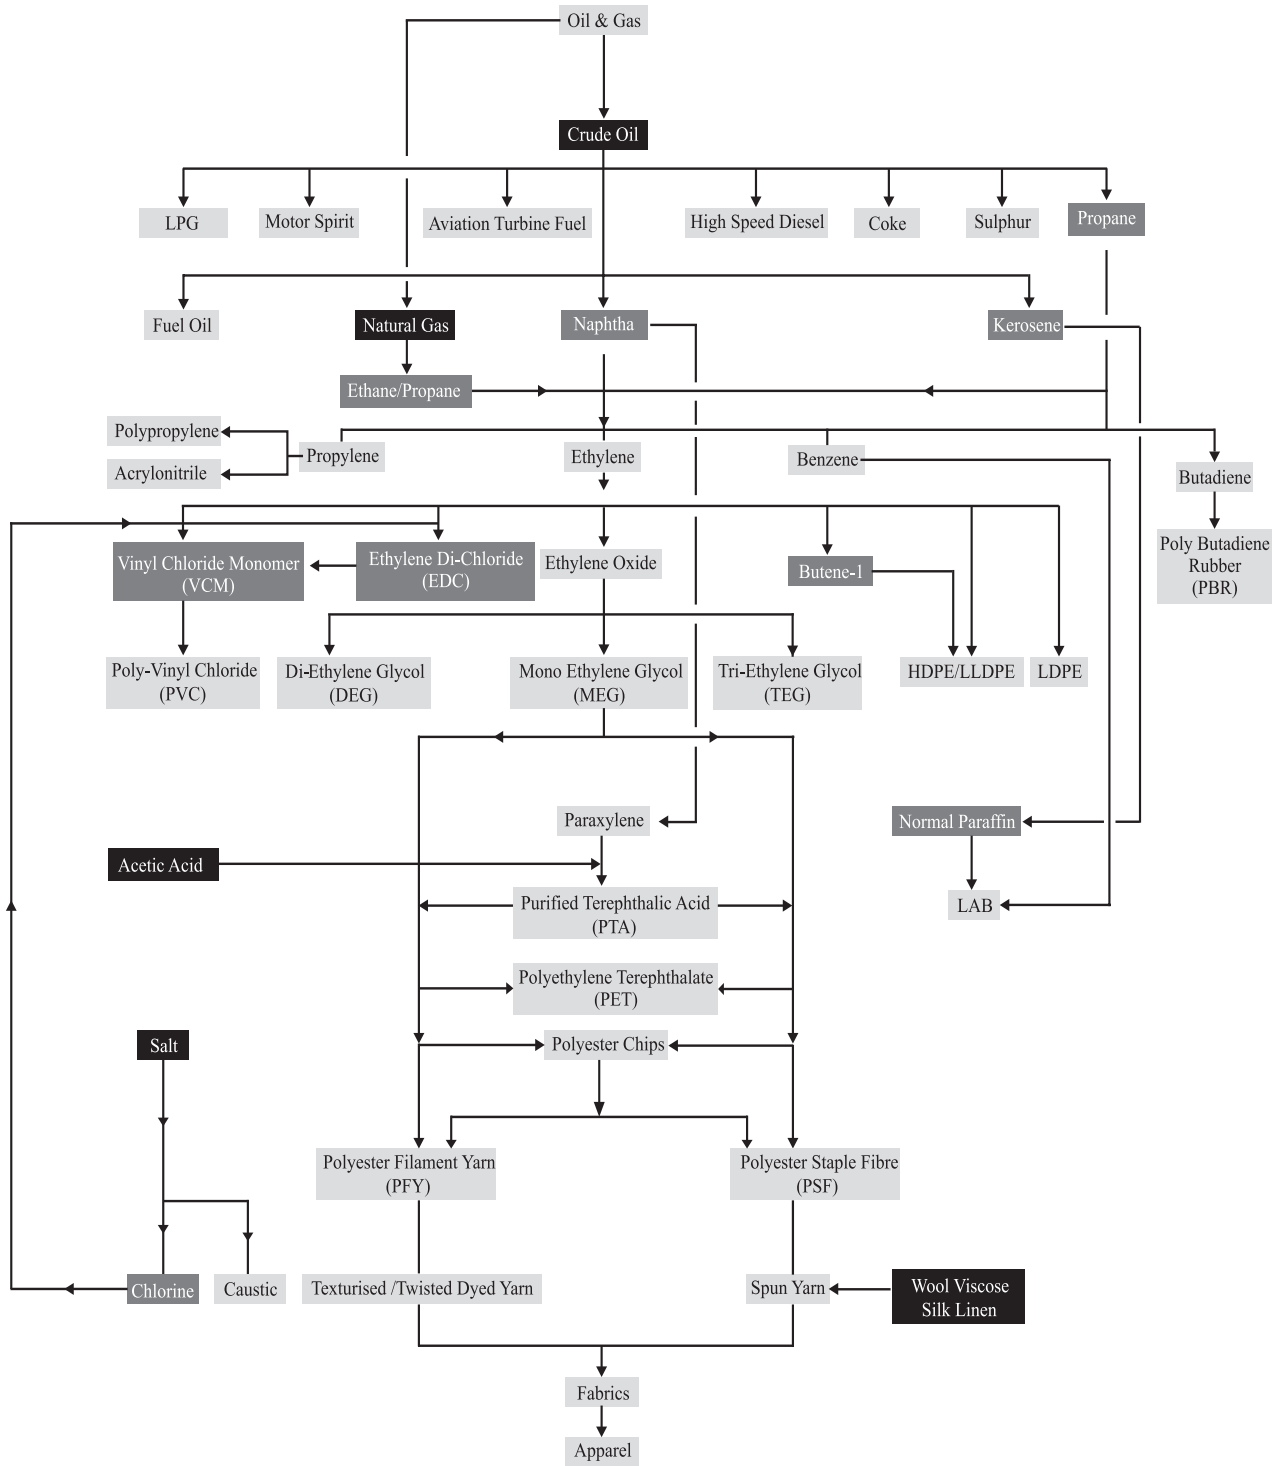 Oil & Gas
Crude Oil
LPG
Motor Spirit
Aviation Turbine Fuel
High Speed Diesel
Coke
Sulphur
Propane
Fuel Oil
Natural Gas
Naphtha
Kerosene
Ethane/Propane
Polypropylene
Acrylonitrile
Propylene
Ethylene
Benzene
Butadiene
Vinyl Chloride Monomer
(VCM)
Ethylene Di-Chloride
(EDC)
Ethylene Oxide
Butene-1
Poly Butadiene
Rubber
(PBR)
Poly-Vinyl Chloride
(PVC)
Di-Ethylene Glycol
(DEG)
Mono Ethylene Glycol
(MEG)
Tri-Ethylene Glycol
(TEG)
HDPE/LLDPE
LDPE
Paraxylene
Normal Paraffin
Acetic Acid
Purified Terephthalic Acid
(PTA)
LAB
Polyethylene Terephthalate
(PET)
Salt
Polyester Chips
Polyester Filament Yarn
(PFY)
Polyester Staple Fibre
(PSF)
Chlorine
Caustic
Texturised /Twisted Dyed Yarn
Spun Yarn
Wool Viscose
Silk Linen
Fabrics
Apparel